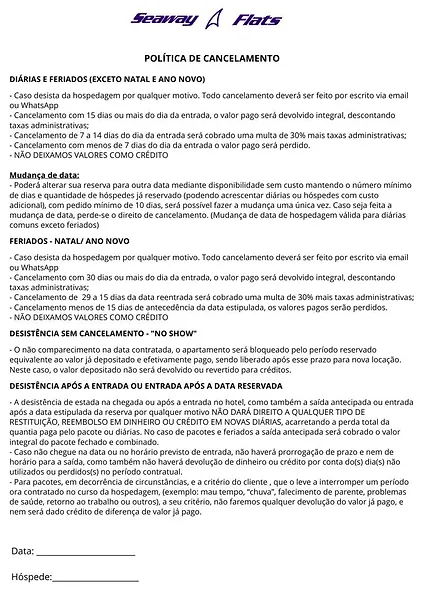 Seaway Flats
POLÍTICA DE CANCELAMENTO
DIÁRIAS E FERIADOS (EXCETO NATAL E ANO NOVO)
- Caso desista da hospedagem por qualquer motivo. Todo cancelamento deverá ser feito por escrito via email
ou WhatsApp
- Cancelamento com 15 dias ou mais do dia da entrada, o valor pago será devolvido integral, descontando
taxas administrativas;
- Cancelamento de 7 a 14 dias do dia da entrada será cobrado uma multa de 30% mais taxas administrativas;
- Cancelamento com menos de 7 dias do dia da entrada o valor pago será perdido.
- NÃO DEIXAMOS VALORES COMO CRÉDITO
Mudança de data:
- Poderá alterar sua reserva para outra data mediante disponibilidade sem custo mantendo o número mínimo
de dias e quantidade de hóspedes já reservado (podendo acrescentar diárias ou hóspedes com custo
adicional), com pedido mínimo de 10 dias, será possível fazer a mudança uma única vez. Caso seja feita a
mudança de data, perde-se o direito de cancelamento. (Mudança de data de hospedagem válida para diárias
comuns exceto feriados)
FERIADOS - NATAL/ ANO NOVO
- Caso desista da hospedagem por qualquer motivo. Todo cancelamento deverá ser feito por escrito via email
ou WhatsApp
- Cancelamento com 30 dias ou mais do dia da entrada, o valor pago será devolvido integral, descontando
taxas administrativas;
- Cancelamento de 29 a 15 dias da data reentrada será cobrado uma multa de 30% mais taxas administrativas;
- Cancelamento menos de 15 dias de antecedência da data estipulada, os valores pagos serão perdidos.
- NÃO DEIXAMOS VALORES COMO CRÉDITO
DESISTÊNCIA SEM CANCELAMENTO - "NO SHOW"
- O não comparecimento na data contratada, o apartamento será bloqueado pelo período reservado
equivalente ao valor já depositado e efetivamente pago, sendo liberado após esse prazo para nova locação.
Neste caso, o valor depositado não será devolvido ou revertido para créditos.
DESISTÊNCIA APÓS A ENTRADA OU ENTRADA APÓS A DATA RESERVADA
- A desistência de estada na chegada ou após a entrada no hotel, como também a saída antecipada ou entrada
após a data estipulada da reserva por qualquer motivo NÃO DARÁ DIREITO A QUALQUER TIPO DE
RESTITUIÇÃO, REEMBOLSO EM DINHEIRO OU CRÉDITO EM NOVAS DIÁRIAS, acarretando a perda total da
quantia paga pelo pacote ou diárias. No caso de pacotes e feriados a saída antecipada será cobrado o valor
integral do pacote fechado e combinado.
- Caso não chegue na data ou no horário previsto de entrada, não haverá prorrogação de prazo e nem de
horário para a saída, como também não haverá devolução de dinheiro ou crédito por conta do(s) dia(s) não
utilizados ou perdidos(s) no período contratual.
- Para pacotes, em decorrência de circunstâncias, e a critério do cliente , que o leve a interromper um período
ora contratado no curso da hospedagem, (exemplo: mau tempo, "chuva", falecimento de parente, problemas
de saúde, retorno ao trabalho ou outros), a seu critério, não faremos qualquer devolução do valor já pago, e
nem será dado crédito de diferença de valor já pago.
Data: ____________________
Hóspede:__________________